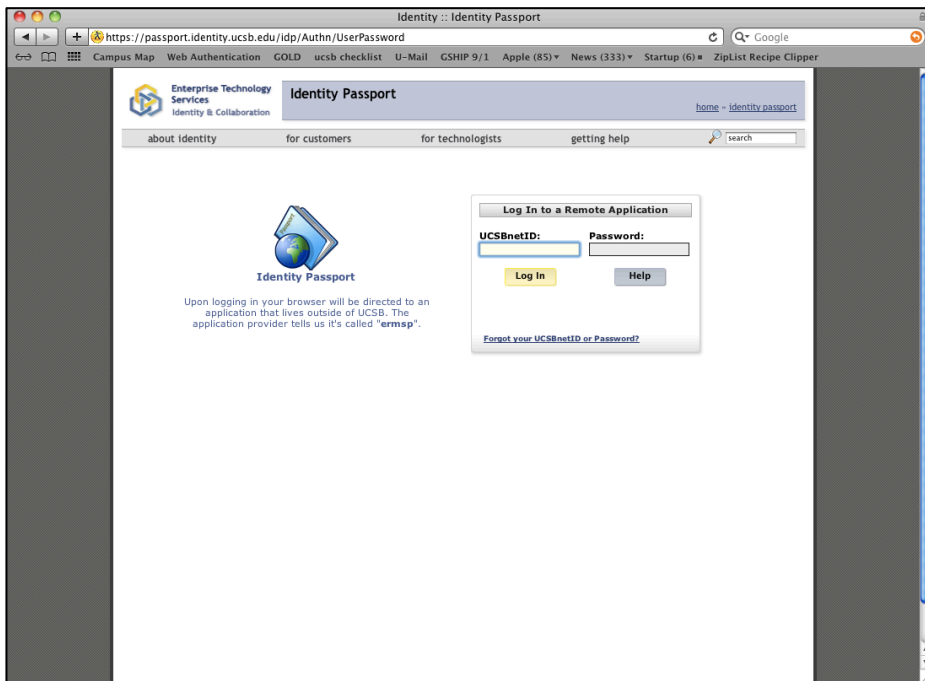 Identity :: Identity Passport
https://passport.identity.ucsb.edu/idp/Authn/UserPassword
Google
Campus Map Web Authentication GOLD ucsb checklist U-Mail GSHIP 9/1 Apple (85) News (333) Startup (6) ZipList Recipe Clipper
Enterprise Technology
Services
Identity & Collaboration
Identity Passport
home – identity passport
about identity for customers for technologists getting help search
Passport
Identity Passport
Upon logging in your browser will be directed to an
application that lives outside of UCSB. The
application provider tells us it's called "ermsp".
Log In to a Remote Application
UCSBnetID: Password:
Log In Help
Forgot your UCSBnetID or Password?